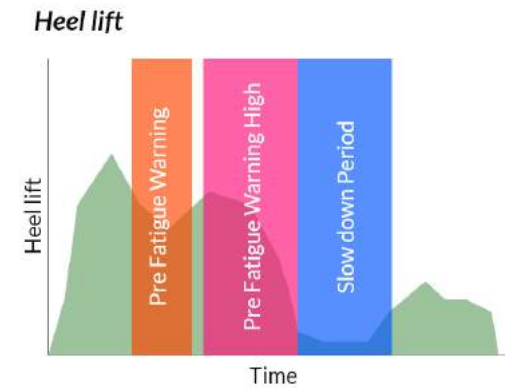 Heel lift
Heel lift
Pre Fatigue Warning
Pre Fatigue Warning High
Slow down Period
Time